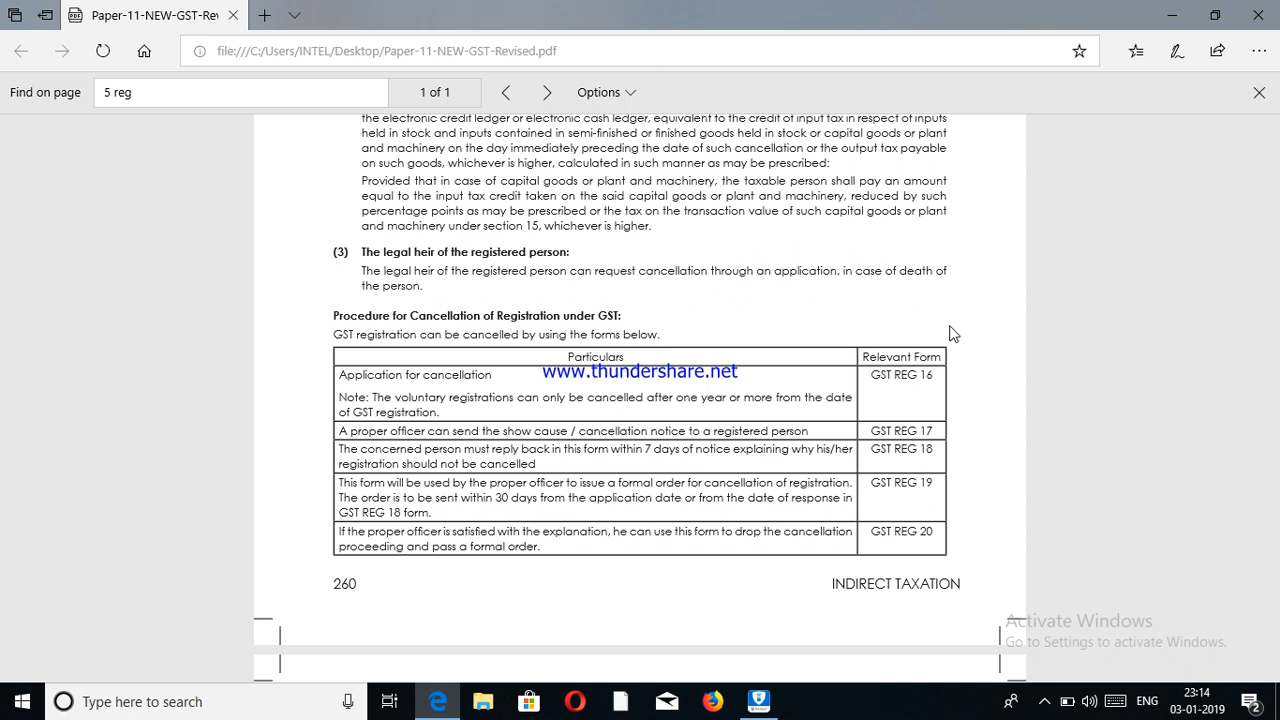 Paper-11-NEW-GST-Rev
file:///C:/Users/INTEL/Desktop/Paper-11-NEW-GST-Revised.pdf
Find on page
5 reg
1 of 1
Options
the electronic credit ledger or electronic cash ledger, equivalent to the credit of input tax in respect of inputs
held in stock and inputs contained in semi-finished or finished goods held in stock or capital goods or plant
and machinery on the day immediately preceding the date of such cancellation or the output tax payable
on such goods, whichever is higher, calculated in such manner as may be prescribed:
Provided that in case of capital goods or plant and machinery, the taxable person shall pay an amount
equal to the input tax credit taken on the said capital goods or plant and machinery, reduced by such
percentage points as may be prescribed or the tax on the transaction value of such capital goods or plant
and machinery under section 15, whichever is higher.
(3) The legal heir of the registered person:
The legal heir of the registered person can request cancellation through an application, in case of death of
the person.
Procedure for Cancellation of Registration under GST:
GST registration can be cancelled by using the forms below.
Particulars
Relevant Form
www.thundershare.net
Application for cancellation
GST REG 16
Note: The voluntary registrations can only be cancelled after one year or more from the date
of GST registration.
A proper officer can send the show cause / cancellation notice to a registered person
GST REG 17
The concerned person must reply back in this form within 7 days of notice explaining why his/her
registration should not be cancelled
GST REG 18
This form will be used by the proper officer to issue a formal order for cancellation of registration.
The order is to be sent within 30 days from the application date or from the date of response in
GST REG 18 form.
GST REG 19
If the proper officer is satisfied with the explanation, he can use this form to drop the cancellation
proceeding and pass a formal order.
GST REG 20
260
INDIRECT TAXATION
Activate Windows
Go to Settings to activate Windows.
Type here to search
ENG
23:14
03-01-2019
2